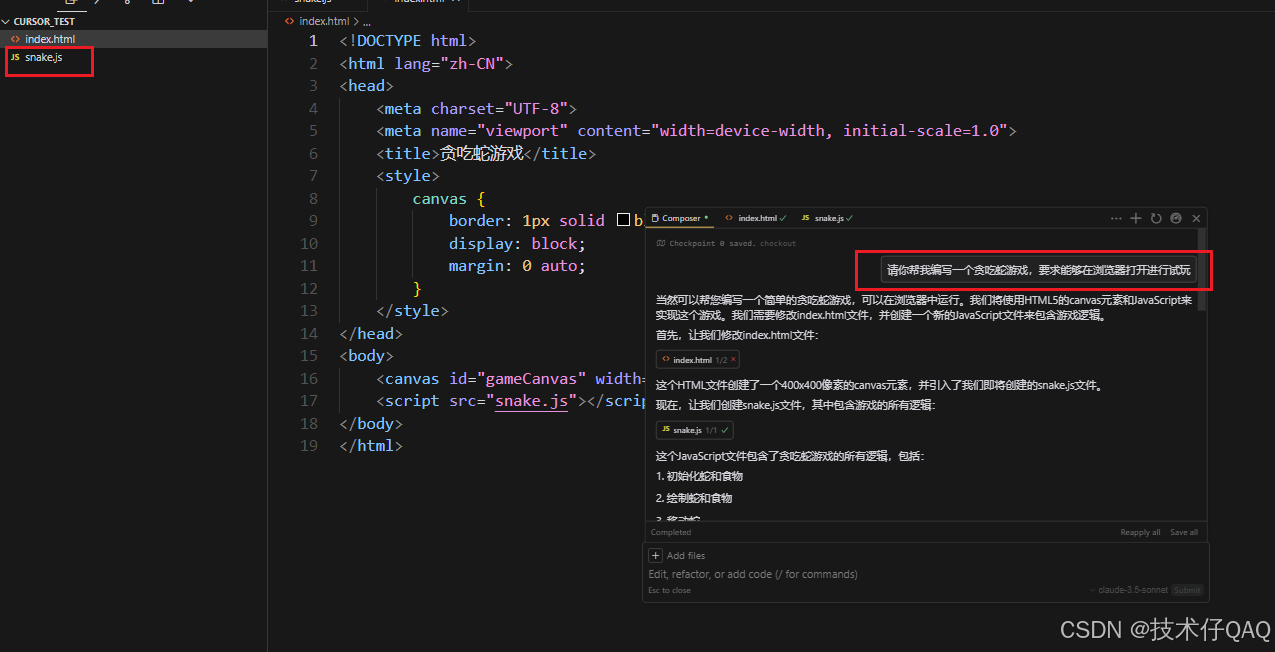 CURSOR_TEST
index.html
JS snake.js
index.html > ...
1 <!DOCTYPE html>
2 <html lang="zh-CN">
3 <head>
4 <meta charset="UTF-8">
5 <meta name="viewport" content="width=device-width, initial-scale=1.0">
6 <title>贪吃蛇游戏</title>
7 <style>
8 canvas {
9 border: 1px solid b
10 display: block;
11 margin: 0 auto;
12 }
13 </style>
14 </head>
15 <body>
16 <canvas id="gameCanvas" width=
17 <script src="snake.js"></scrip
18 </body>
19 </html>
Composer index.html JS snake.js
Checkpoint 0 saved. checkout
请你帮我编写一个贪吃蛇游戏，要求能够在浏览器打开进行试玩
当然可以帮您编写一个简单的贪吃蛇游戏，可以在浏览器中运行。我们将使用HTML5的canvas元素和JavaScript来
实现这个游戏。我们需要修改index.html文件，并创建一个新的JavaScript文件来包含游戏逻辑。
首先，让我们修改index.html文件：
index.html 1/2
这个HTML文件创建了一个400x400像素的canvas元素，并引入了我们即将创建的snake.js文件。
现在，让我们创建snake.js文件，其中包含游戏的所有逻辑：
JS snake.js 1/1
这个JavaScript文件包含了贪吃蛇游戏的所有逻辑，包括：
1. 初始化蛇和食物
2. 绘制蛇和食物
3. 移动蛇
Completed Reapply all Save all
+ Add files
Edit, refactor, or add code (/ for commands)
Esc to close claude-3.5-sonnet Submit
CSDN @技术仔QAQ